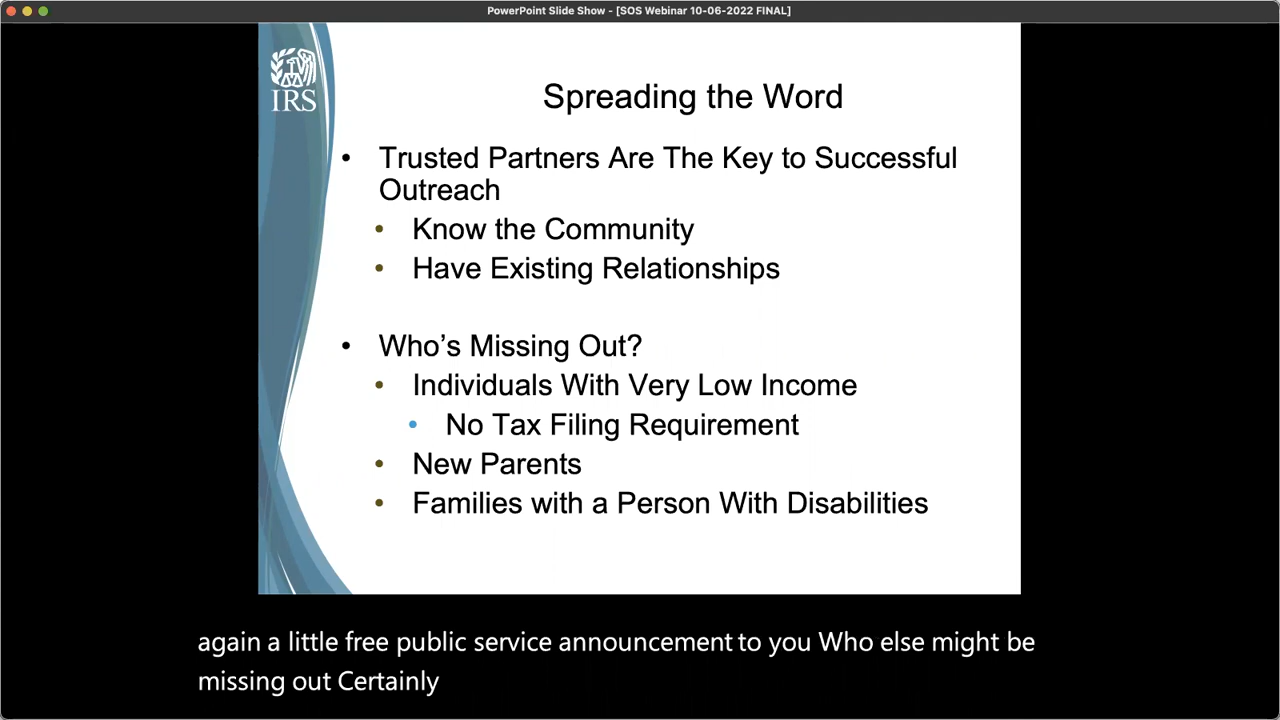 PowerPoint Slide Show - [SOS Webinar 10-06-2022 FINAL]
IRS
Spreading the Word
• Trusted Partners Are The Key to Successful
Outreach
• Know the Community
• Have Existing Relationships
• Who’s Missing Out?
• Individuals With Very Low Income
• No Tax Filing Requirement
• New Parents
• Families with a Person With Disabilities
again a little free public service announcement to you Who else might be
missing out Certainly